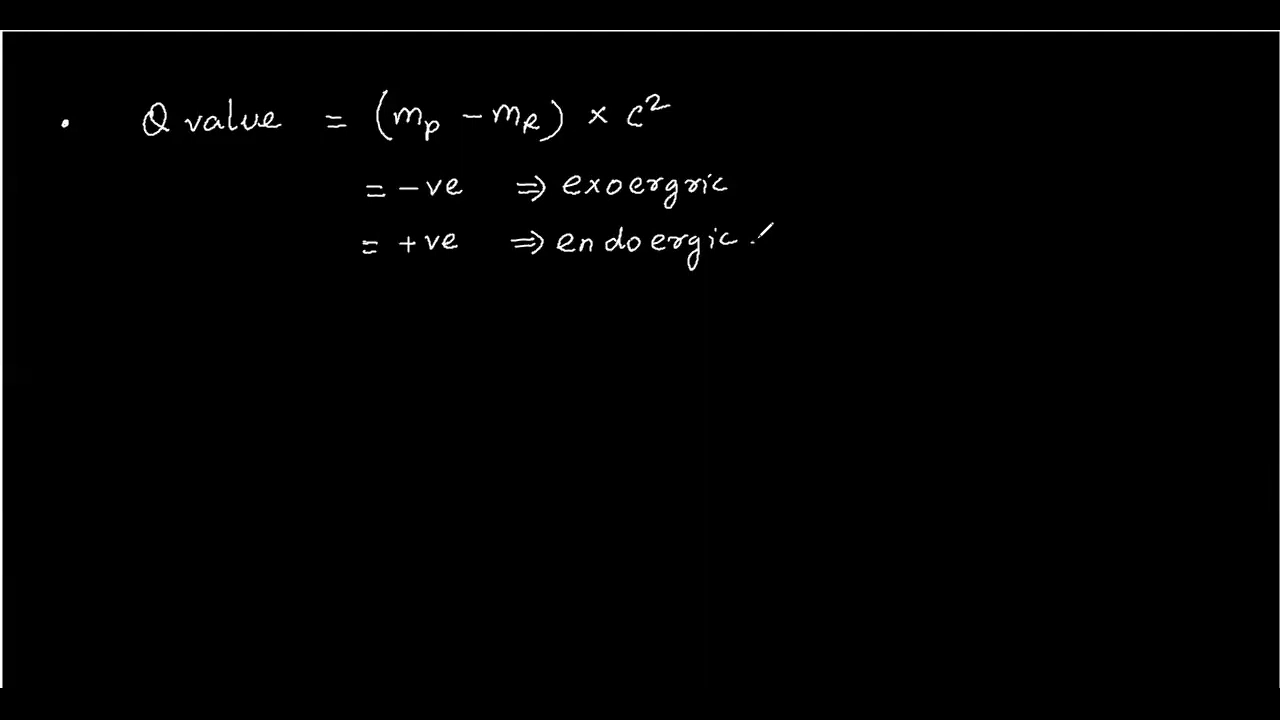 . Q value = (mp - mR) × c²
= -ve ⇒ exoergric
= +ve ⇒ endoergic.